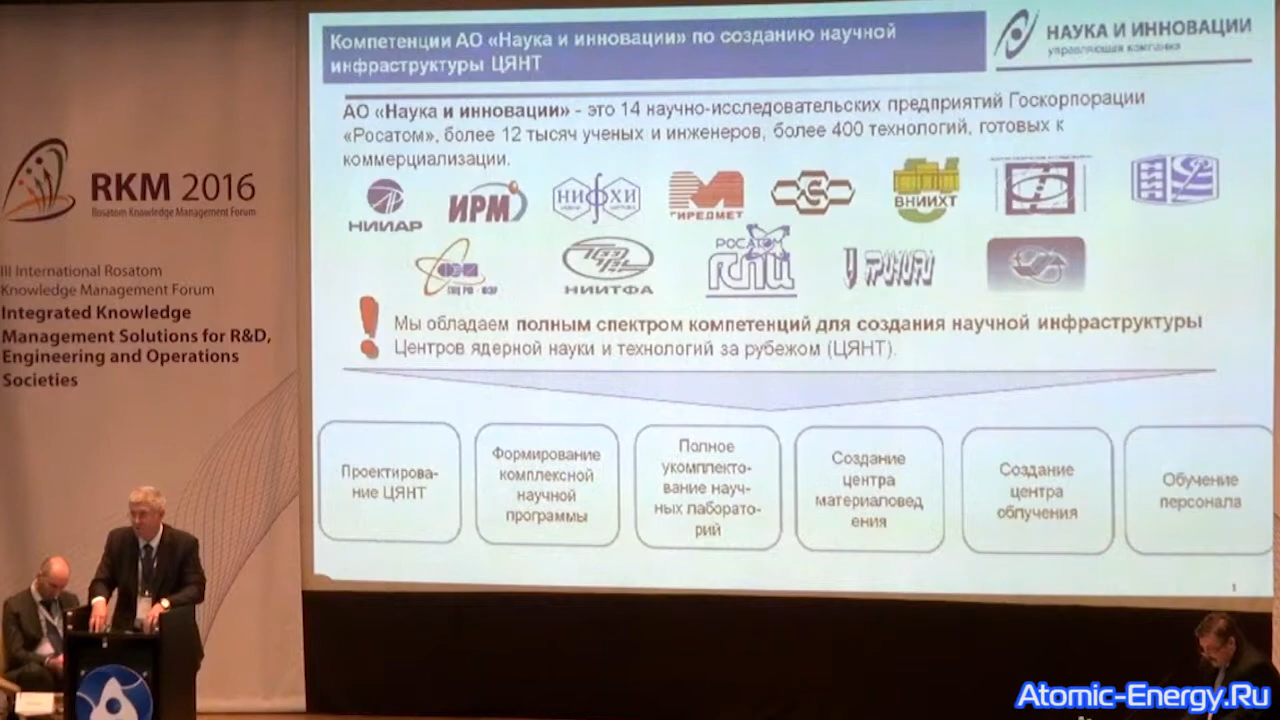 Компетенции АО «Наука и инновации» по созданию научной
инфраструктуры ЦЯНТ
НАУКА И ИННОВАЦИИ
управляющая компания
АО «Наука и инновации» - это 14 научно-исследовательских предприятий Госкорпорации
«Росатом», более 12 тысяч ученых и инженеров, более 400 технологий, готовых к
коммерциализации.
НИИАР
ИРМ
НИФХИ
ГИРЕДМЕТ
ВНИИХТ
НИИТФА
РОСАТОМ
Мы обладаем полным спектром компетенций для создания научной инфраструктуры
Центров ядерной науки и технологий за рубежом (ЦЯНТ).
Проектирова-
ние ЦЯНТ
Формирование
комплексной
научной
программы
Полное
укомплекто-
вание науч-
ных лаборато-
рий
Создание
центра
материаловед
ения
Создание
центра
облучения
Обучение
персонала
1
RKM 2016
Rosatom Knowledge Management Forum
III International Rosatom
Knowledge Management Forum
Integrated Knowledge
Management Solutions for R&D,
Engineering and Operations
Societies
Atomic-Energy.Ru